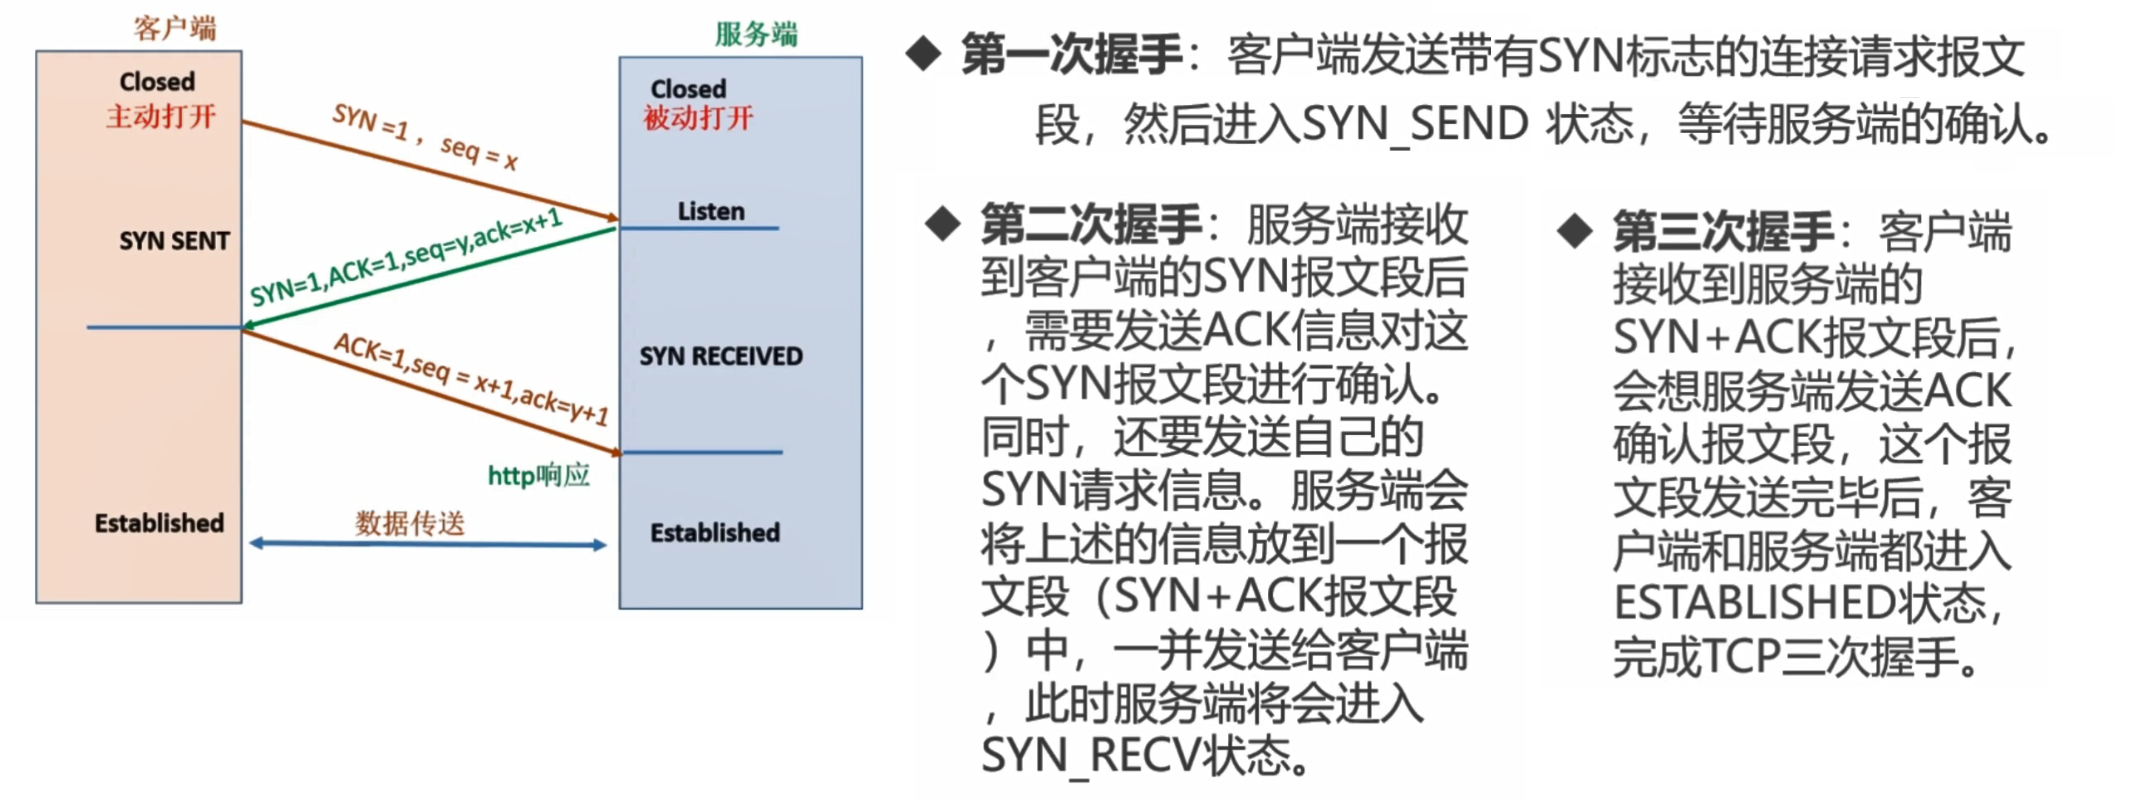 客户端
服务端
Closed
主动打开
Closed
被动打开
SYN =1 ， seq = x
Listen
SYN SENT
SYN=1,ACK=1,seq=y,ack=x+1
ACK=1,seq = x+1,ack=y+1
SYN RECEIVED
http响应
Established
数据传送
Established
◆ 第一次握手：客户端发送带有SYN标志的连接请求报文
段，然后进入SYN_SEND 状态，等待服务端的确认。
◆ 第二次握手：服务端接收
到客户端的SYN报文段后
，需要发送ACK信息对这
个SYN报文段进行确认。
同时，还要发送自己的
SYN请求信息。服务端会
将上述的信息放到一个报
文段（SYN+ACK报文段
）中，一并发送给客户端
，此时服务端将会进入
SYN_RECV状态。
◆ 第三次握手：客户端
接收到服务端的
SYN+ACK报文段后，
会想服务端发送ACK
确认报文段，这个报
文段发送完毕后，客
户端和服务端都进入
ESTABLISHED状态，
完成TCP三次握手。